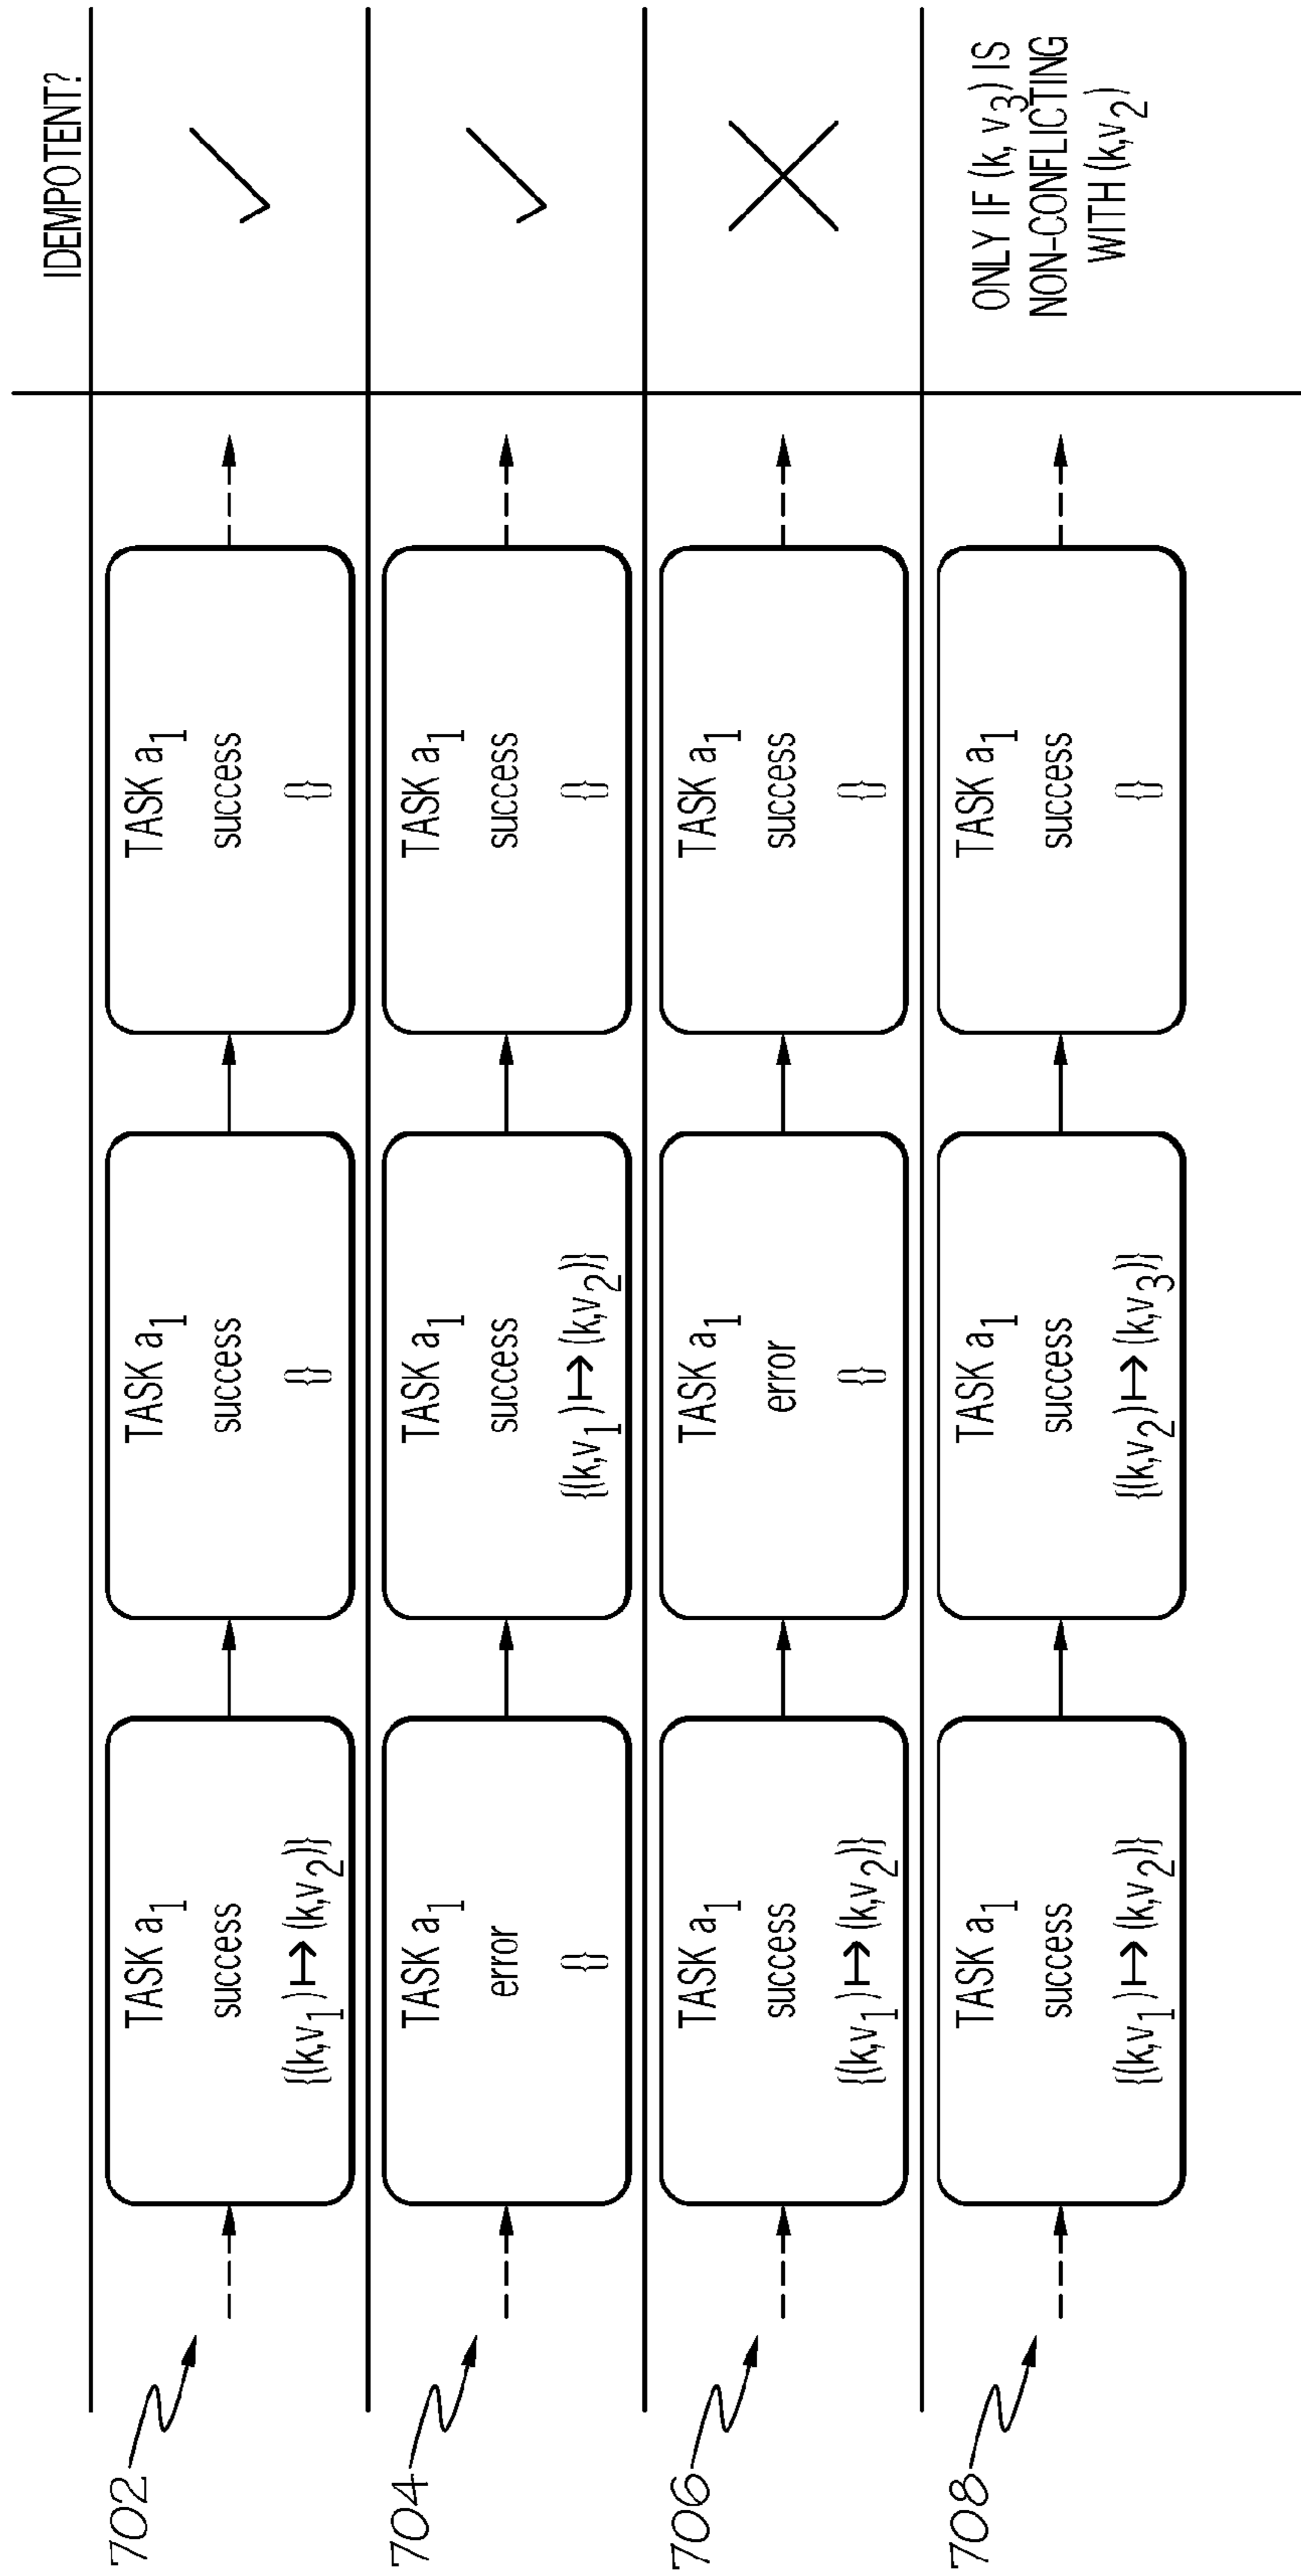 IDEMPOTENT?
702
TASK a₁
success
{(k,v₁) ↦ (k,v₂)}
TASK a₁
success
{}
TASK a₁
success
{}
704
TASK a₁
error
{}
TASK a₁
success
{(k,v₁) ↦ (k,v₂)}
TASK a₁
success
{}
706
TASK a₁
success
{(k,v₁) ↦ (k,v₂)}
TASK a₁
error
{}
TASK a₁
success
{}
708
TASK a₁
success
{(k,v₁) ↦ (k,v₂)}
TASK a₁
success
{(k,v₂) ↦ (k,v₃)}
TASK a₁
success
{}
ONLY IF (k, v₃) IS
NON-CONFLICTING
WITH (k,v₂)